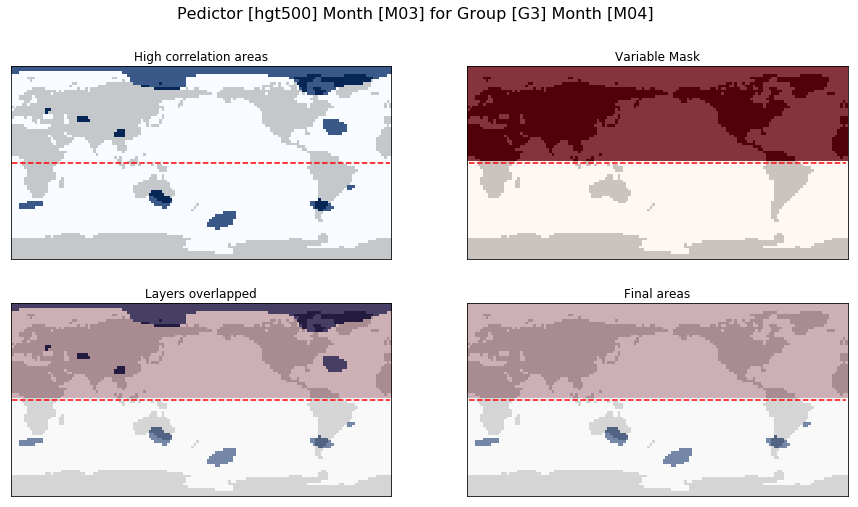 Pedictor [hgt500] Month [M03] for Group [G3] Month [M04]
High correlation areas
Variable Mask
Layers overlapped
Final areas